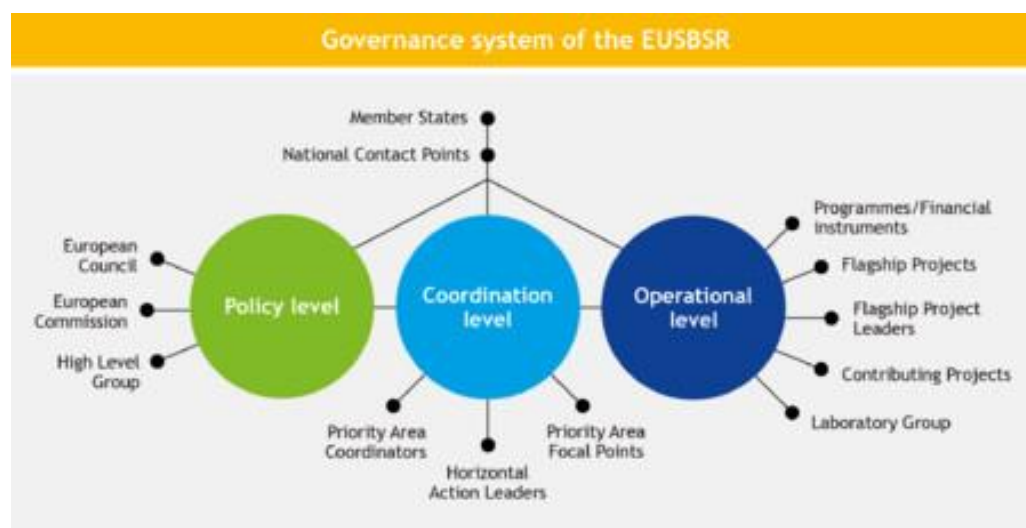 Governance system of the EUSBSR
Member States
National Contact Points
European
Council
European
Commission
High Level
Group
Policy level
Coordination
level
Operational
level
Programmes/Financial
instruments
Flagship Projects
Flagship Project
Leaders
Contributing Projects
Laboratory Group
Priority Area
Coordinators
Horizontal
Action Leaders
Priority Area
Focal Points